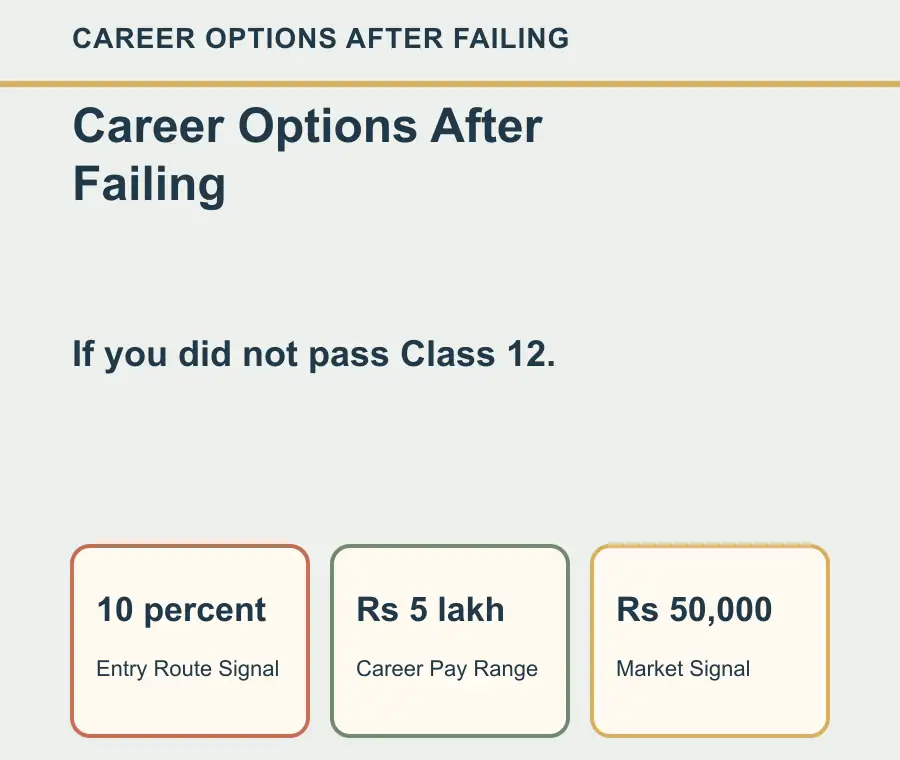 CAREER OPTIONS AFTER FAILING
Career Options After
Failing
If you did not pass Class 12.
10 percent
Entry Route Signal
Rs 5 lakh
Career Pay Range
Rs 50,000
Market Signal